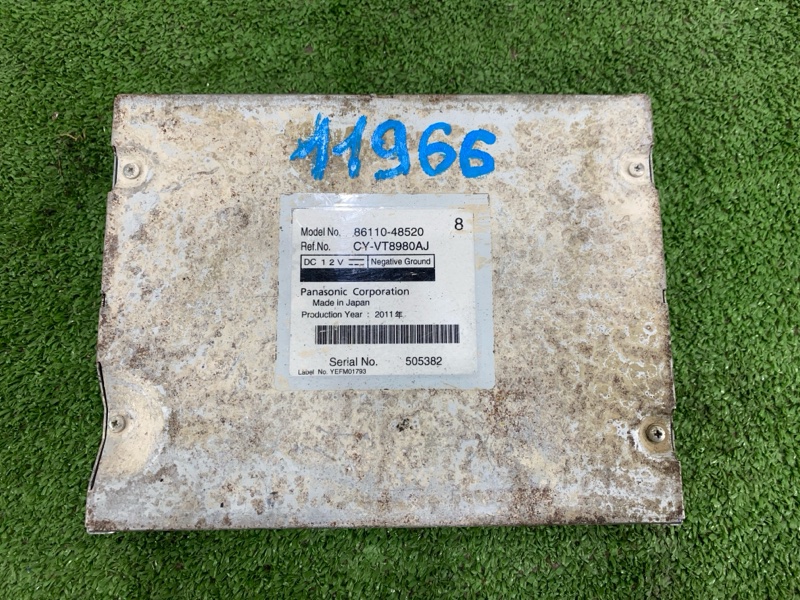 11966
8
Model No. 86110-48520
Ref.No. CY-VT8980AJ
DC 12V Negative Ground
Panasonic Corporation
Made in Japan
Production Year : 2011年
Serial No. 505382
Label No. YEFM01793